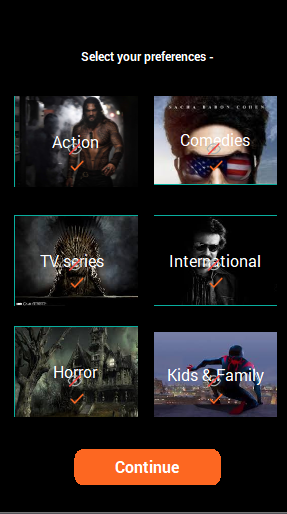 Select your preferences -
SACHA BARON COHEN
Action
Comedies
TV series
International
Horror
Kids & Family
Continue